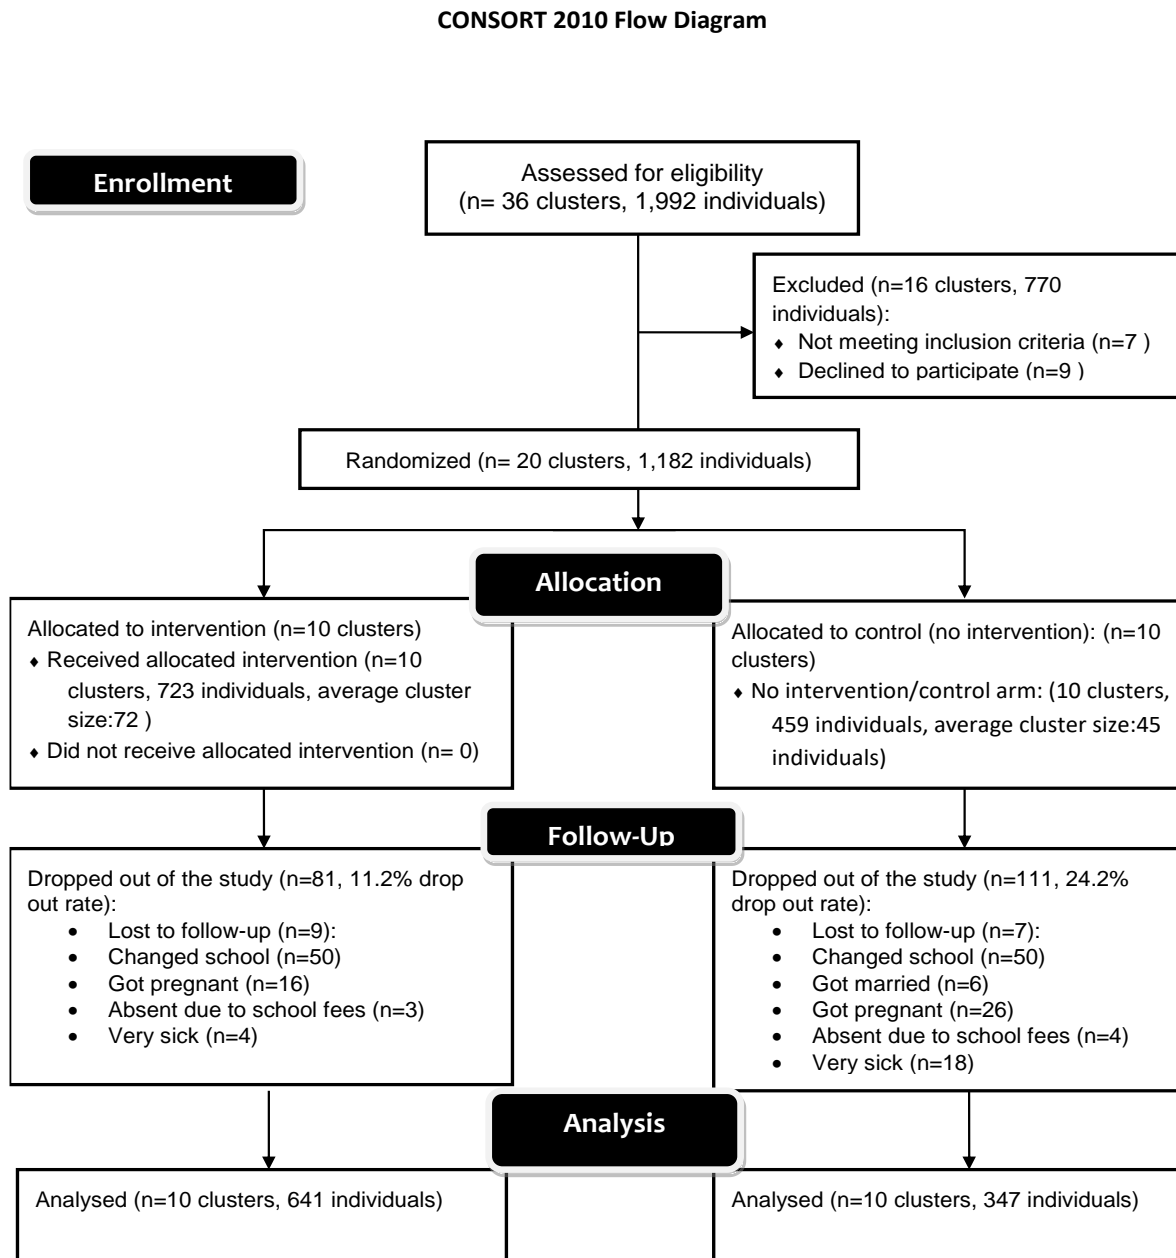 CONSORT 2010 Flow Diagram
Enrollment
Assessed for eligibility
(n= 36 clusters, 1,992 individuals)
Excluded (n=16 clusters, 770
individuals):
♦ Not meeting inclusion criteria (n=7 )
♦ Declined to participate (n=9 )
Randomized (n= 20 clusters, 1,182 individuals)
Allocation
Allocated to intervention (n=10 clusters)
♦ Received allocated intervention (n=10
clusters, 723 individuals, average cluster
size:72 )
♦ Did not receive allocated intervention (n= 0)
Allocated to control (no intervention): (n=10
clusters)
♦ No intervention/control arm: (10 clusters,
459 individuals, average cluster size:45
individuals)
Follow-Up
Dropped out of the study (n=81, 11.2% drop
out rate):
• Lost to follow-up (n=9):
• Changed school (n=50)
• Got pregnant (n=16)
• Absent due to school fees (n=3)
• Very sick (n=4)
Dropped out of the study (n=111, 24.2%
drop out rate):
• Lost to follow-up (n=7):
• Changed school (n=50)
• Got married (n=6)
• Got pregnant (n=26)
• Absent due to school fees (n=4)
• Very sick (n=18)
Analysis
Analysed (n=10 clusters, 641 individuals)
Analysed (n=10 clusters, 347 individuals)